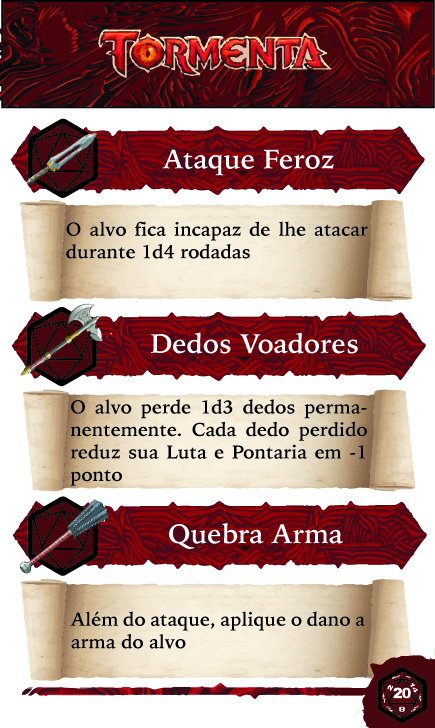 TORMENTA
Ataque Feroz
O alvo fica incapaz de lhe atacar
durante 1d4 rodadas
Dedos Voadores
O alvo perde 1d3 dedos perma-
nentemente. Cada dedo perdido
reduz sua Luta e Pontaria em -1
ponto
Quebra Arma
Além do ataque, aplique o dano a
arma do alvo
20